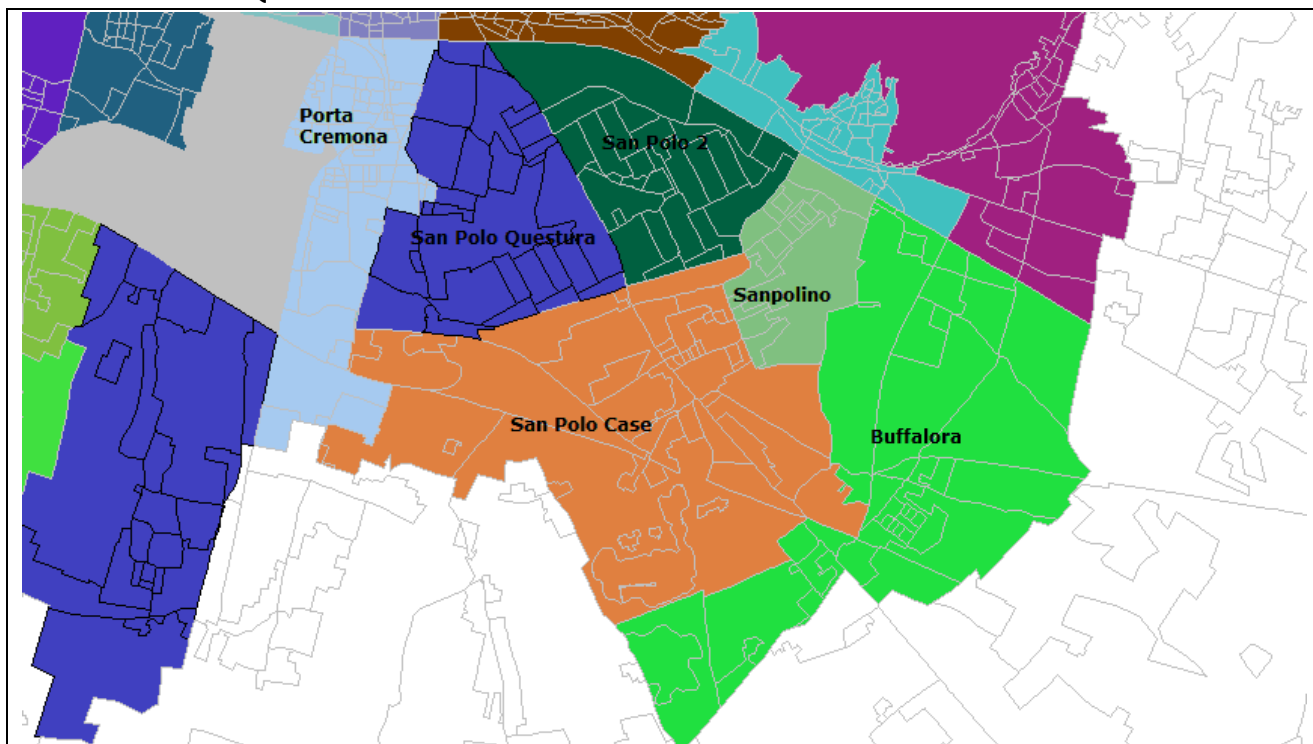 Porta
Cremona
San Polo 2
San Polo Questura
Sanpolino
San Polo Case
Buffalora